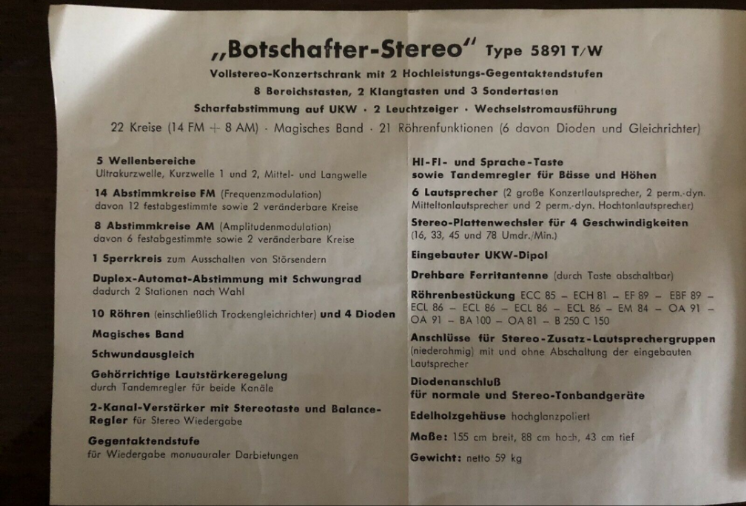 „Botschafter-Stereo“ Type 5891 T/W
Vollstereo-Konzertschrank mit 2 Hochleistungs-Gegentaktendstufen
8 Bereichstasten, 2 Klangtasten und 3 Sondertasten
Scharfabstimmung auf UKW · 2 Leuchtzeiger · Wechselstromausführung
22 Kreise (14 FM + 8 AM) · Magisches Band · 21 Röhrenfunktionen (6 davon Dioden und Gleichrichter)
5 Wellenbereiche
Ultrakurzwelle, Kurzwelle 1 und 2, Mittel- und Langwelle
14 Abstimmkreise FM (Frequenzmodulation)
davon 12 festabgestimmte sowie 2 veränderbare Kreise
8 Abstimmkreise AM (Amplitudenmodulation)
davon 6 festabgestimmte sowie 2 veränderbare Kreise
1 Sperrkreis zum Ausschalten von Störsendern
Duplex-Automat-Abstimmung mit Schwungrad
dadurch 2 Stationen nach Wahl
10 Röhren (einschließlich Trockengleichrichter) und 4 Dioden
Magisches Band
Schwundausgleich
Gehörrichtige Lautstärkeregelung
durch Tandemregler für beide Kanäle
2-Kanal-Verstärker mit Stereotaste und Balance-
Regler für Stereo Wiedergabe
Gegentaktendstufe
für Wiedergabe monauraler Darbietungen
HI-FI- und Sprache-Taste
sowie Tandemregler für Bässe und Höhen
6 Lautsprecher (2 große Konzertlautsprecher, 2 perm.-dyn.
Mitteltonlautsprecher und 2 perm.-dyn. Hochtonlautsprecher)
Stereo-Plattenwechsler für 4 Geschwindigkeiten
(16, 33, 45 und 78 Umdr./Min.)
Eingebauter UKW-Dipol
Drehbare Ferritantenne (durch Taste abschaltbar)
Röhrenbestückung ECC 85 – ECH 81 – EF 89 – EBF 89 –
ECL 86 – ECL 86 – ECL 86 – ECL 86 – EM 84 – OA 91 –
OA 91 – BA 100 – OA 81 – B 250 C 150
Anschlüsse für Stereo-Zusatz-Lautsprechergruppen
(niederohmig) mit und ohne Abschaltung der eingebauten
Lautsprecher
Diodenanschluß
für normale und Stereo-Tonbandgeräte
Edelholzgehäuse hochglanzpoliert
Maße: 155 cm breit, 88 cm hoch, 43 cm tief
Gewicht: netto 59 kg